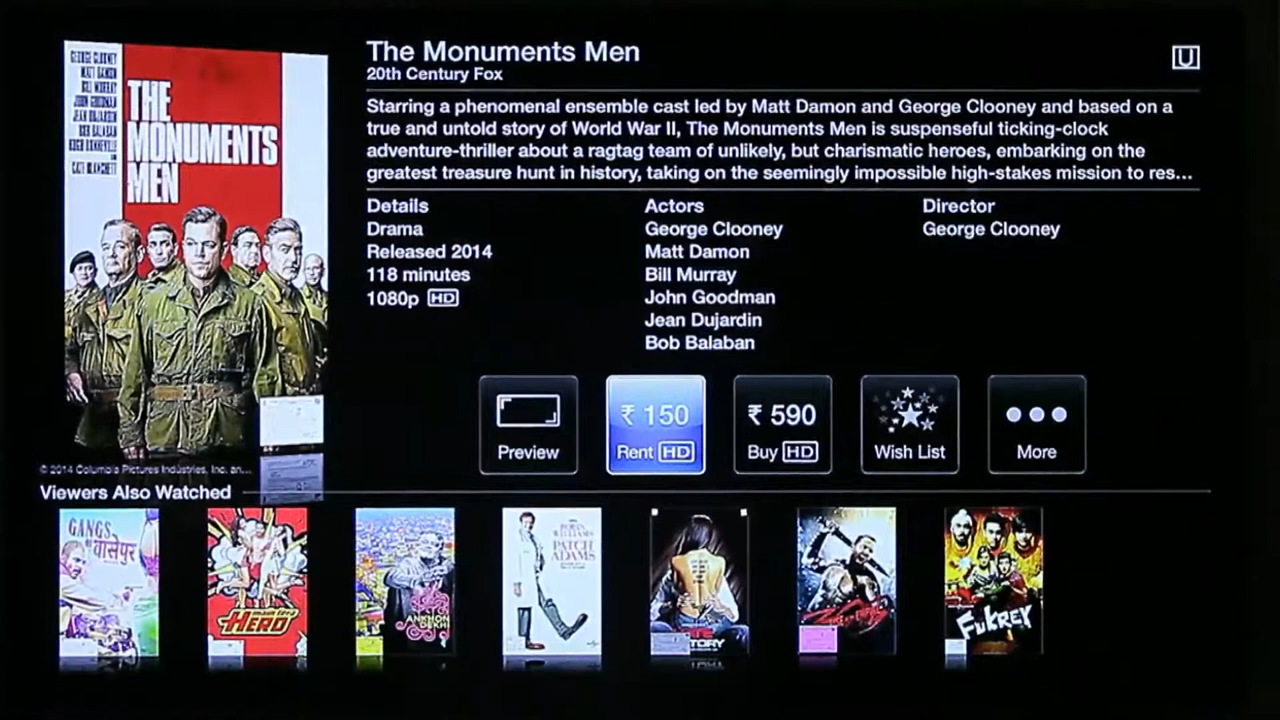 GEORGE CLOONEY
MATT DAMON
BILL MURRAY
JOHN GOODMAN
JEAN DUJARDIN
BOB BALABAN
HUGH BONNEVILLE
CATE BLANCHETT
THE
MONUMENTS
MEN
The Monuments Men
20th Century Fox
U
Starring a phenomenal ensemble cast led by Matt Damon and George Clooney and based on a
true and untold story of World War II, The Monuments Men is suspenseful ticking-clock
adventure-thriller about a ragtag team of unlikely, but charismatic heroes, embarking on the
greatest treasure hunt in history, taking on the seemingly impossible high-stakes mission to res...
Details
Drama
Released 2014
118 minutes
1080p HD
Actors
George Clooney
Matt Damon
Bill Murray
John Goodman
Jean Dujardin
Bob Balaban
Director
George Clooney
Preview
₹ 150
Rent HD
₹ 590
Buy HD
Wish List
More
© 2014 Columbia Pictures Industries, Inc. an...
Viewers Also Watched
GANGS
वासेपुर
main tera
HERO
ANKHON
ROBIN
WILLIAMS
PATCH
ADAMS
STORY
FUKREY